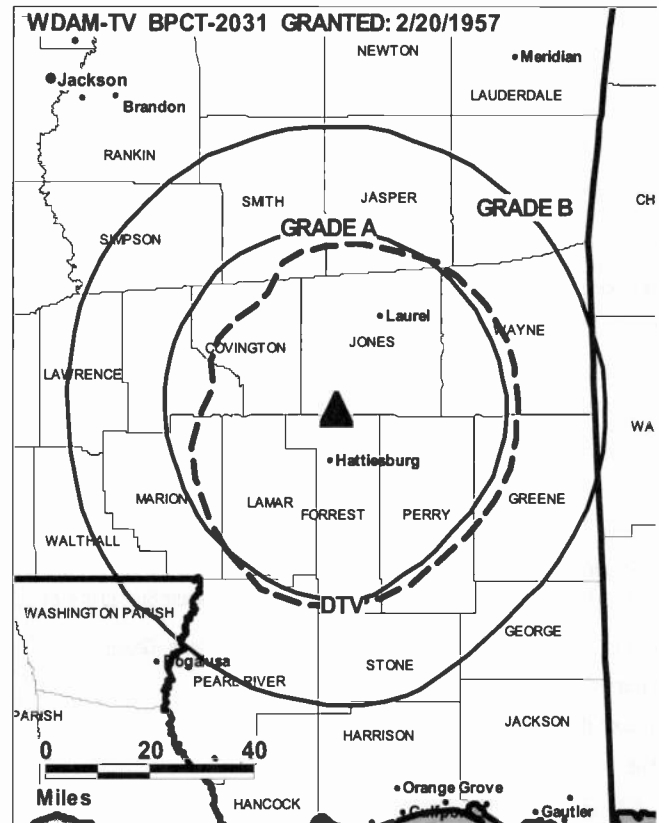 WDAM-TV BPCT-2031 GRANTED: 2/20/1957
NEWTON
Meridian
Jackson
LAUDERDALE
Brandon
RANKIN
SMITH
JASPER
CH
GRADE B
GRADE A
SIMPSON
Laurel
WAYNE
JONES
COVINGTON
LAWRENCE
WA
Hattiesburg
MARION
LAMAR
GREENE
FORREST
PERRY
WALTHALL
DTV
WASHINGTON PARISH
GEORGE
Bogalusa
STONE
PEARL RIVER
PARISH
JACKSON
HARRISON
0 20 40
Orange Grove
Miles
HANCOCK
Gautier